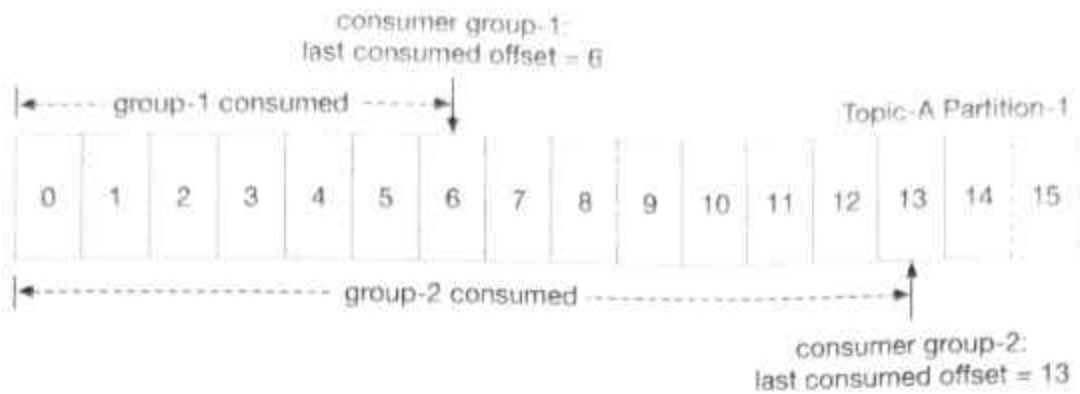 consumer group-1:
last consumed offset = 6
group-1 consumed
Topic-A Partition-1
0 1 2 3 4 5 6 7 8 9 10 11 12 13 14 15
group-2 consumed
consumer group-2:
last consumed offset = 13